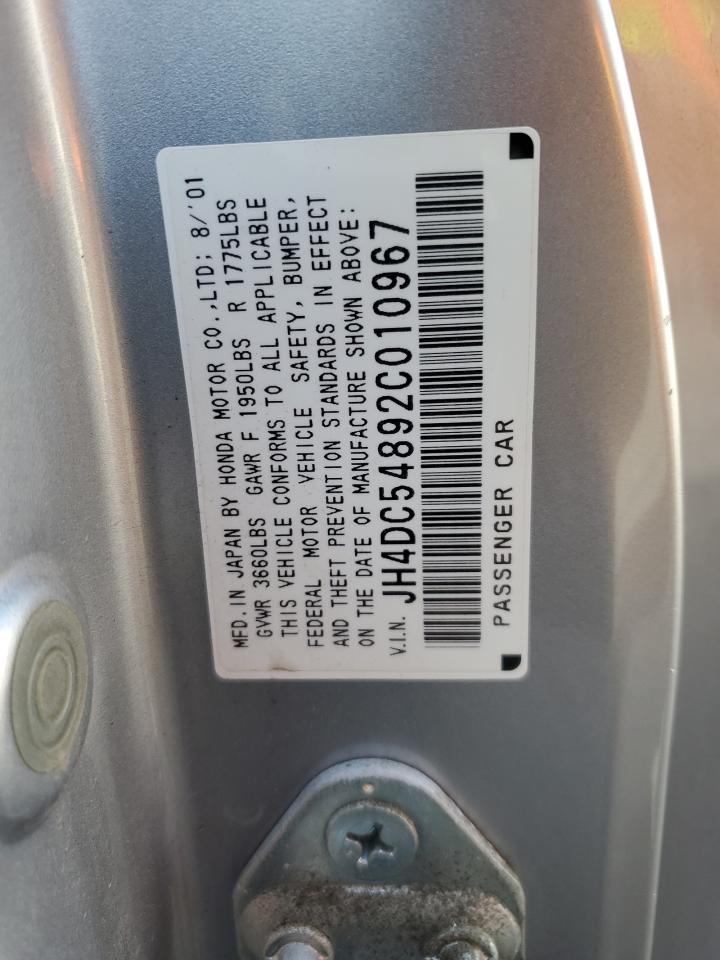 MFD. IN JAPAN BY HONDA MOTOR CO., LTD; 8/'01
GVWR 3660LBS GAWR F 1950LBS R 1775LBS
THIS VEHICLE CONFORMS TO ALL APPLICABLE
FEDERAL MOTOR VEHICLE SAFETY, BUMPER,
AND THEFT PREVENTION STANDARDS IN EFFECT
ON THE DATE OF MANUFACTURE SHOWN ABOVE:
V.I.N. JH4DC54892C010967
PASSENGER CAR